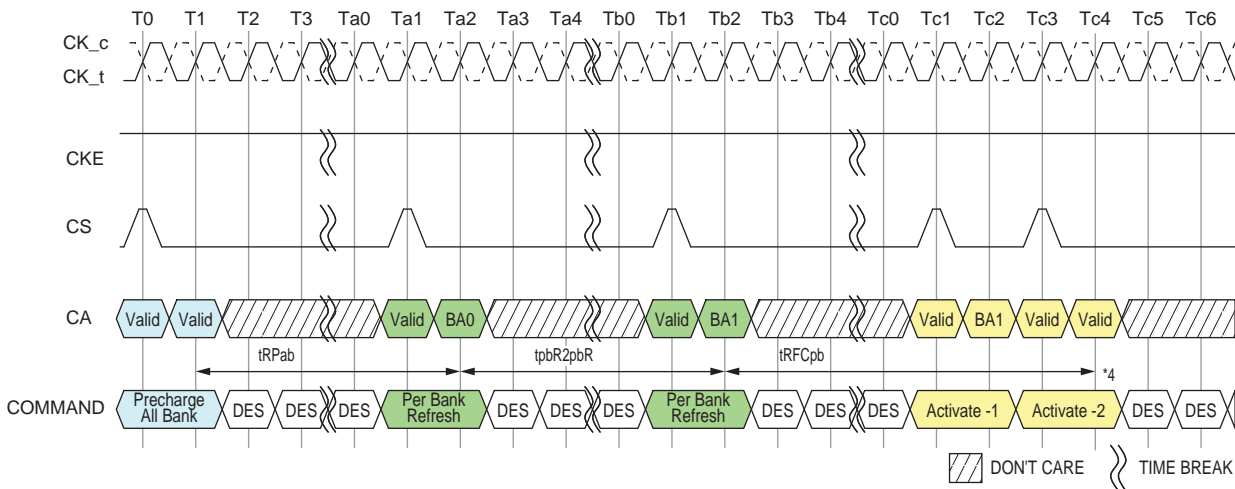 T0 T1 T2 T3 Ta0 Ta1 Ta2 Ta3 Ta4 Tb0 Tb1 Tb2 Tb3 Tb4 Tc0 Tc1 Tc2 Tc3 Tc4 Tc5 Tc6
CK_c
CK_t
CKE
CS
CA Valid Valid Valid BA0 Valid BA1 Valid BA1 Valid Valid
tRPab tpbR2pbR tRFCpb *4
COMMAND Precharge All Bank DES DES DES Per Bank Refresh DES DES DES Per Bank Refresh DES DES DES Activate -1 Activate -2 DES DES
DON'T CARE TIME BREAK